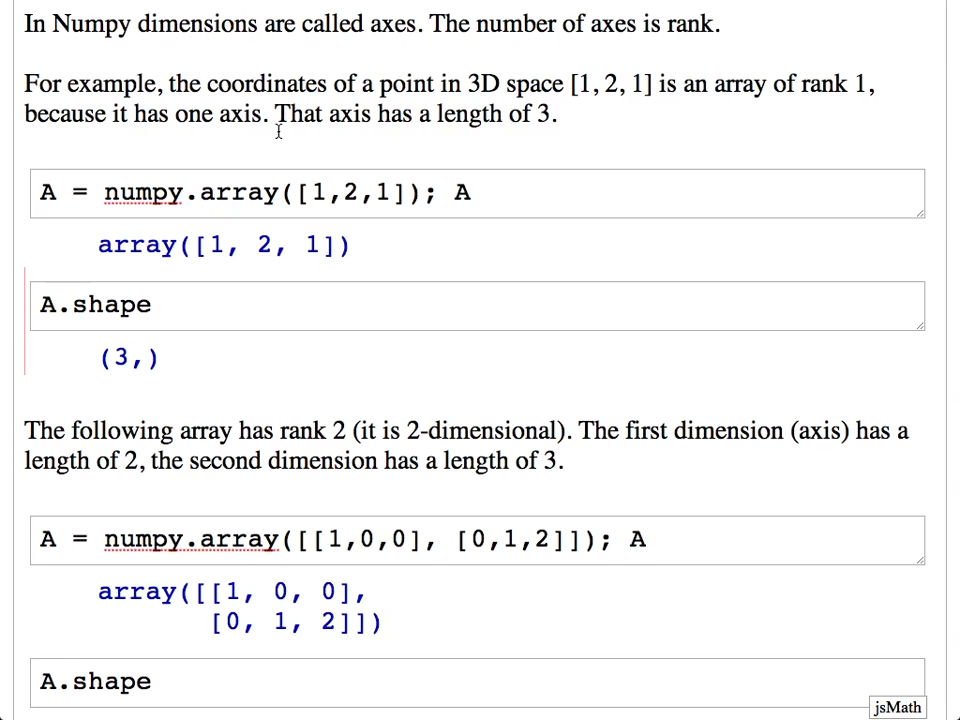 In Numpy dimensions are called axes. The number of axes is rank.
For example, the coordinates of a point in 3D space [1, 2, 1] is an array of rank 1,
because it has one axis. That axis has a length of 3.
A = numpy.array([1,2,1]); A
array([1, 2, 1])
A.shape
(3,)
The following array has rank 2 (it is 2-dimensional). The first dimension (axis) has a
length of 2, the second dimension has a length of 3.
A = numpy.array([[1,0,0], [0,1,2]]); A
array([[1, 0, 0],
[0, 1, 2]])
A.shape
jsMath